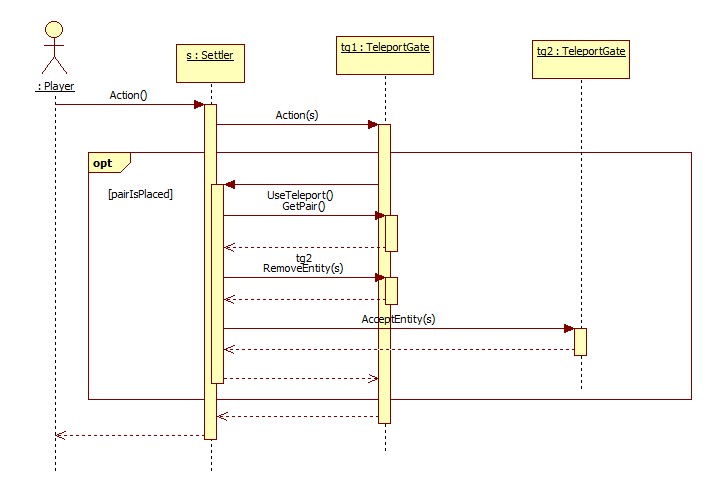 : Player
s : Settler
tg1 : TeleportGate
tg2 : TeleportGate
Action()
Action(s)
opt
[pairIsPlaced]
UseTeleport()
GetPair()
tg2
RemoveEntity(s)
AcceptEntity(s)